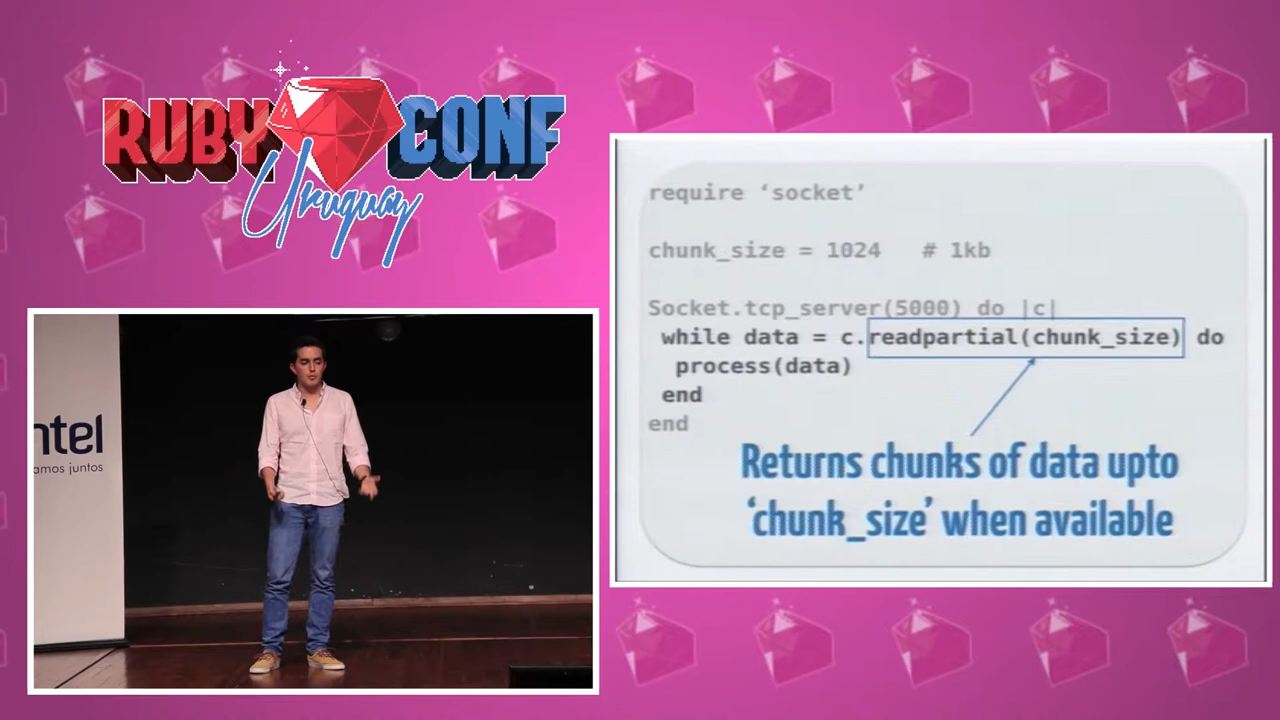 RUBY CONF
Uruguay
ntel
amos juntos
require ‘socket’
chunk_size = 1024 # 1kb
Socket.tcp_server(5000) do |c|
while data = c.readpartial(chunk_size) do
process(data)
end
end
Returns chunks of data upto
‘chunk_size’ when available